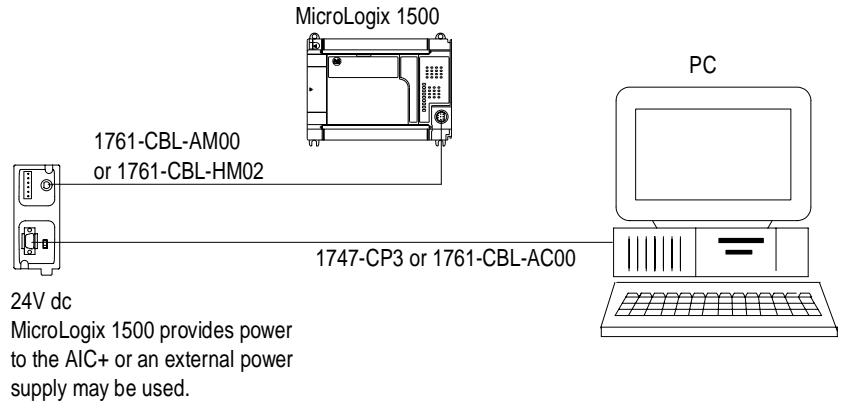 MicroLogix 1500
PC
1761-CBL-AM00
or 1761-CBL-HM02
1747-CP3 or 1761-CBL-AC00
24V dc
MicroLogix 1500 provides power
to the AIC+ or an external power
supply may be used.